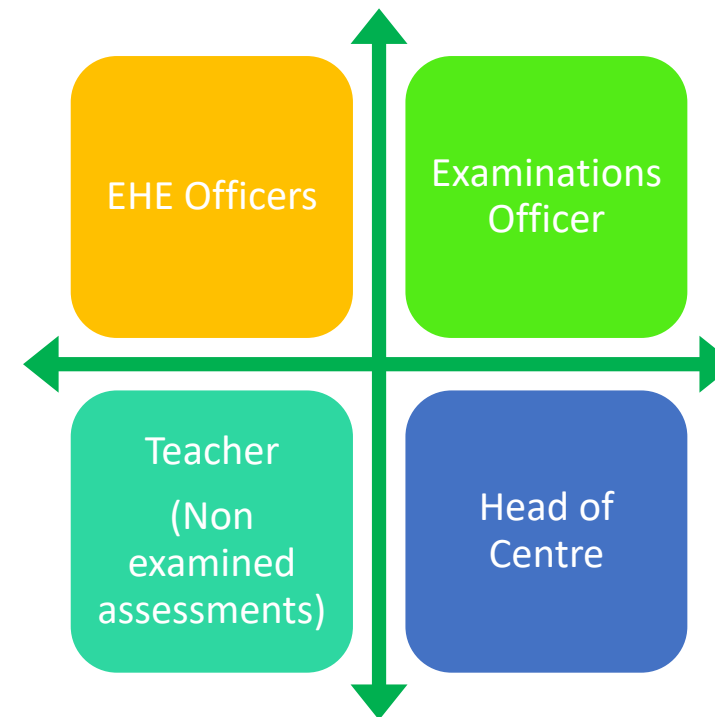 EHE Officers
Examinations
Officer
Teacher
(Non
examined
assessments)
Head of
Centre